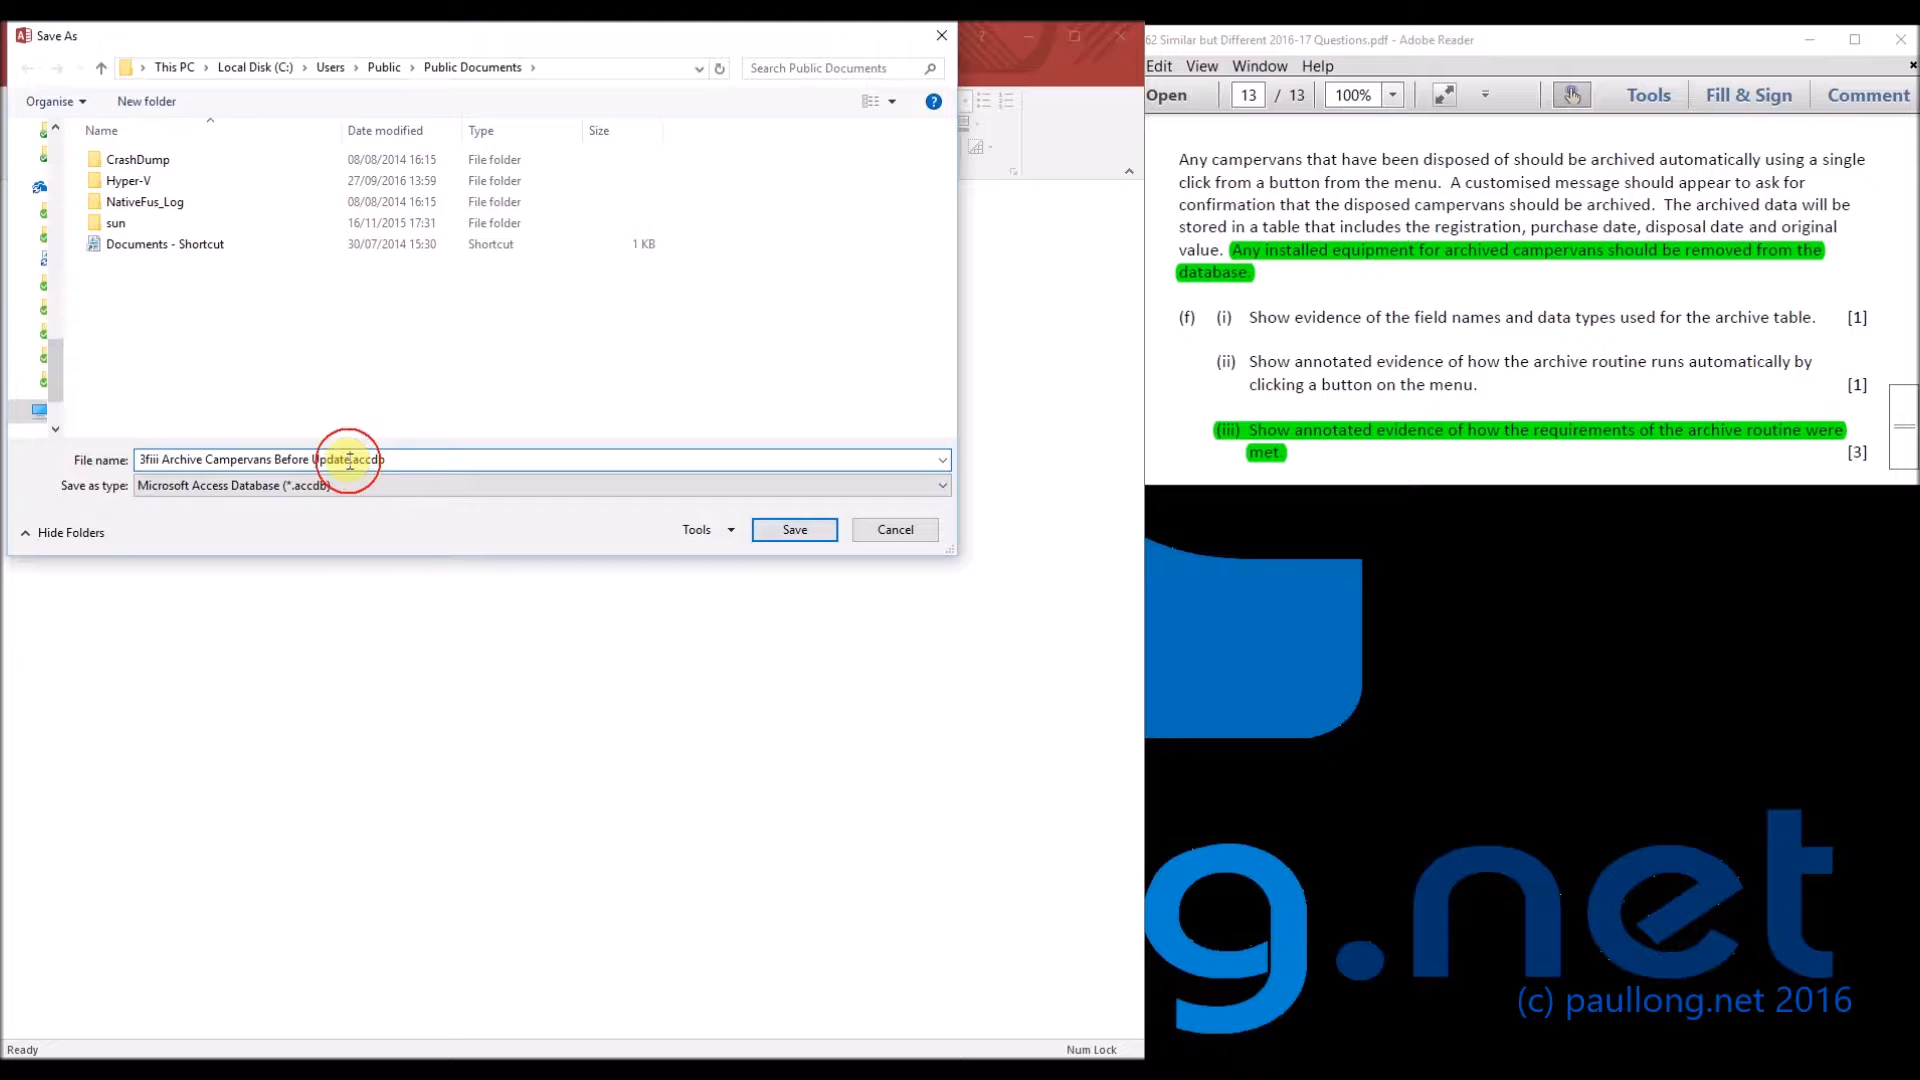 Save As
This PC > Local Disk (C:) > Users > Public > Public Documents >
Search Public Documents
Organise
New folder
?
Name
Date modified
Type
Size
CrashDump 08/08/2014 16:15 File folder
Hyper-V 27/09/2016 13:59 File folder
NativeFus_Log 08/08/2014 16:15 File folder
sun 16/11/2015 17:31 File folder
Documents - Shortcut 30/07/2014 15:30 Shortcut 1 KB
File name: 3fiii Archive Campervans Before Update.accdb
Save as type: Microsoft Access Database (*.accdb)
Hide Folders
Tools
Save
Cancel
Ready
Num Lock
62 Similar but Different 2016-17 Questions.pdf - Adobe Reader
Edit View Window Help
Open 13 / 13 100% Tools Fill & Sign Comment
Any campervans that have been disposed of should be archived automatically using a single
click from a button from the menu. A customised message should appear to ask for
confirmation that the disposed campervans should be archived. The archived data will be
stored in a table that includes the registration, purchase date, disposal date and original
value. Any installed equipment for archived campervans should be removed from the
database.
(f) (i) Show evidence of the field names and data types used for the archive table. [1]
(ii) Show annotated evidence of how the archive routine runs automatically by
clicking a button on the menu. [1]
(iii) Show annotated evidence of how the requirements of the archive routine were
met. [3]
g.net
(c) paullong.net 2016